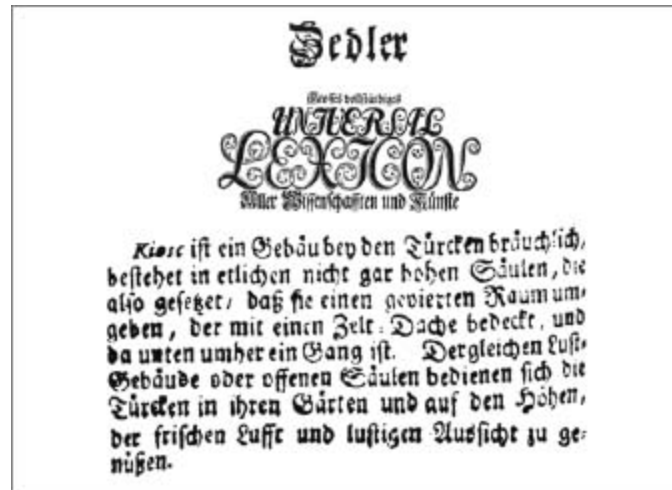 Zedler
Grosses vollständiges
UNIVERSAL
LEXICON
Aller Wissenschafften und Künste
Kiosc ist ein Gebäu bey den Türcken bräuchlich,
bestehet in etlichen nicht gar hohen Säulen, die
also gesetzet, daß sie einen gevierten Raum um-
geben, der mit einen Zelt-Dache bedeckt, und
da unten umher ein Gang ist. Dergleichen Lust-
Gebäude oder offenen Säulen bedienen sich die
Türcken in ihren Gärten und auf den Höhen,
der frischen Lufft und lustigen Aussicht zu ge-
nüßen.